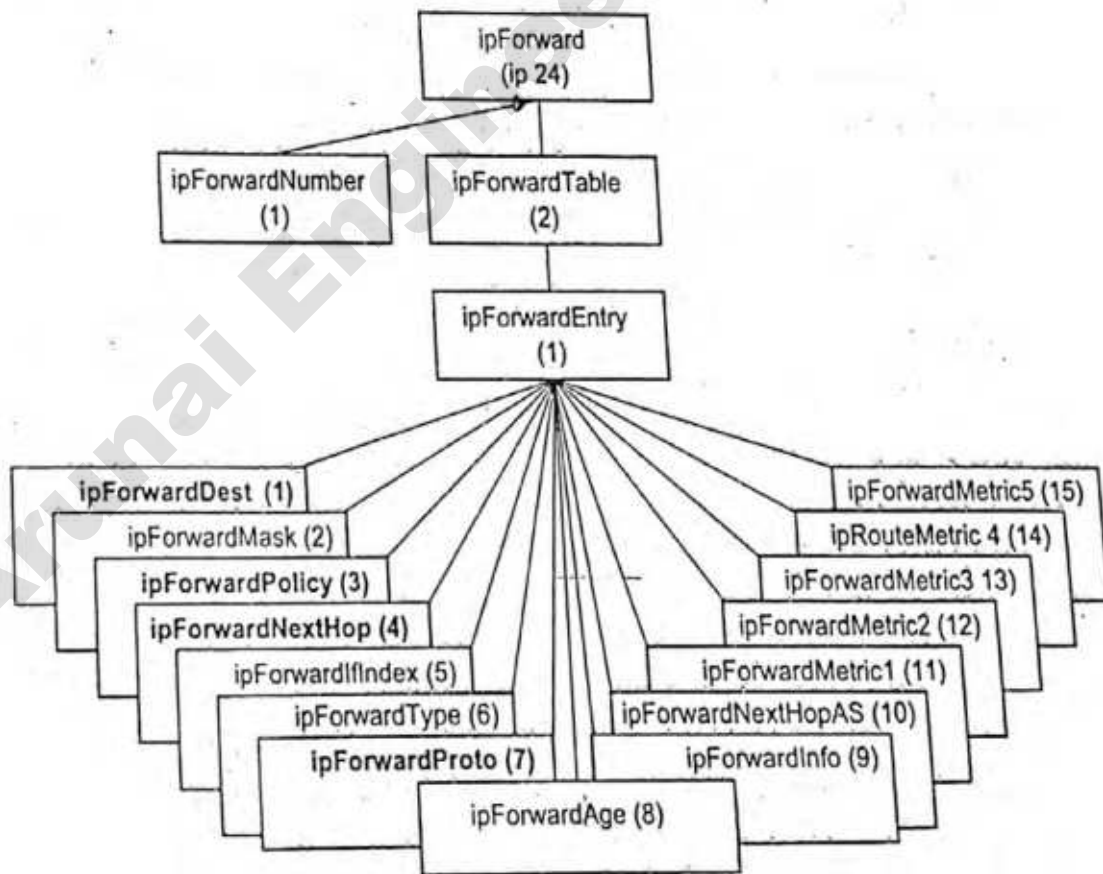 ipForward
(ip 24)
ipForwardNumber
(1)
ipForwardTable
(2)
ipForwardEntry
(1)
ipForwardDest (1)
ipForwardMask (2)
ipForwardPolicy (3)
ipForwardNextHop (4)
ipForwardIfIndex (5)
ipForwardType (6)
ipForwardProto (7)
ipForwardAge (8)
ipForwardInfo (9)
ipForwardNextHopAS (10)
ipForwardMetric1 (11)
ipForwardMetric2 (12)
ipForwardMetric3 13)
ipRouteMetric 4 (14)
ipForwardMetric5 (15)
Arunai